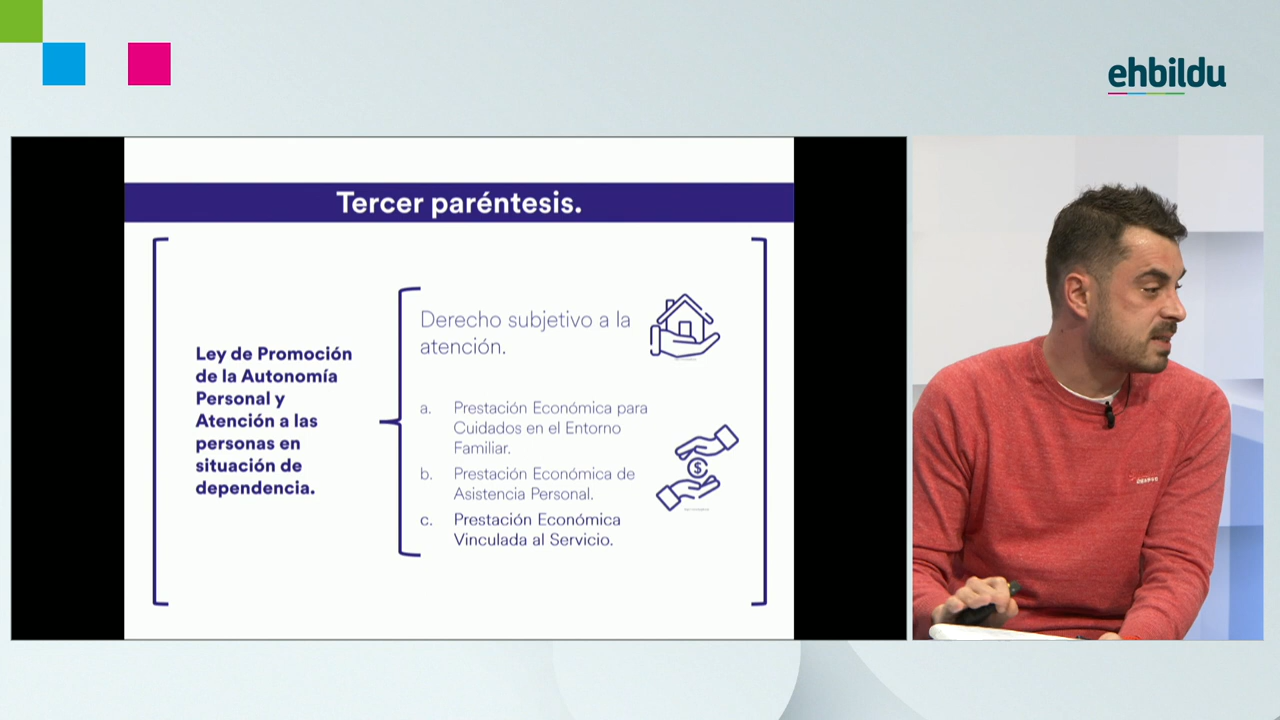 ehbildu
Tercer paréntesis.
Ley de Promoción
de la Autonomía
Personal y
Atención a las
personas en
situación de
dependencia.
Derecho subjetivo a la
atención.
a. Prestación Económica para
Cuidados en el Entorno
Familiar.
b. Prestación Económica de
Asistencia Personal.
c. Prestación Económica
Vinculada al Servicio.
$